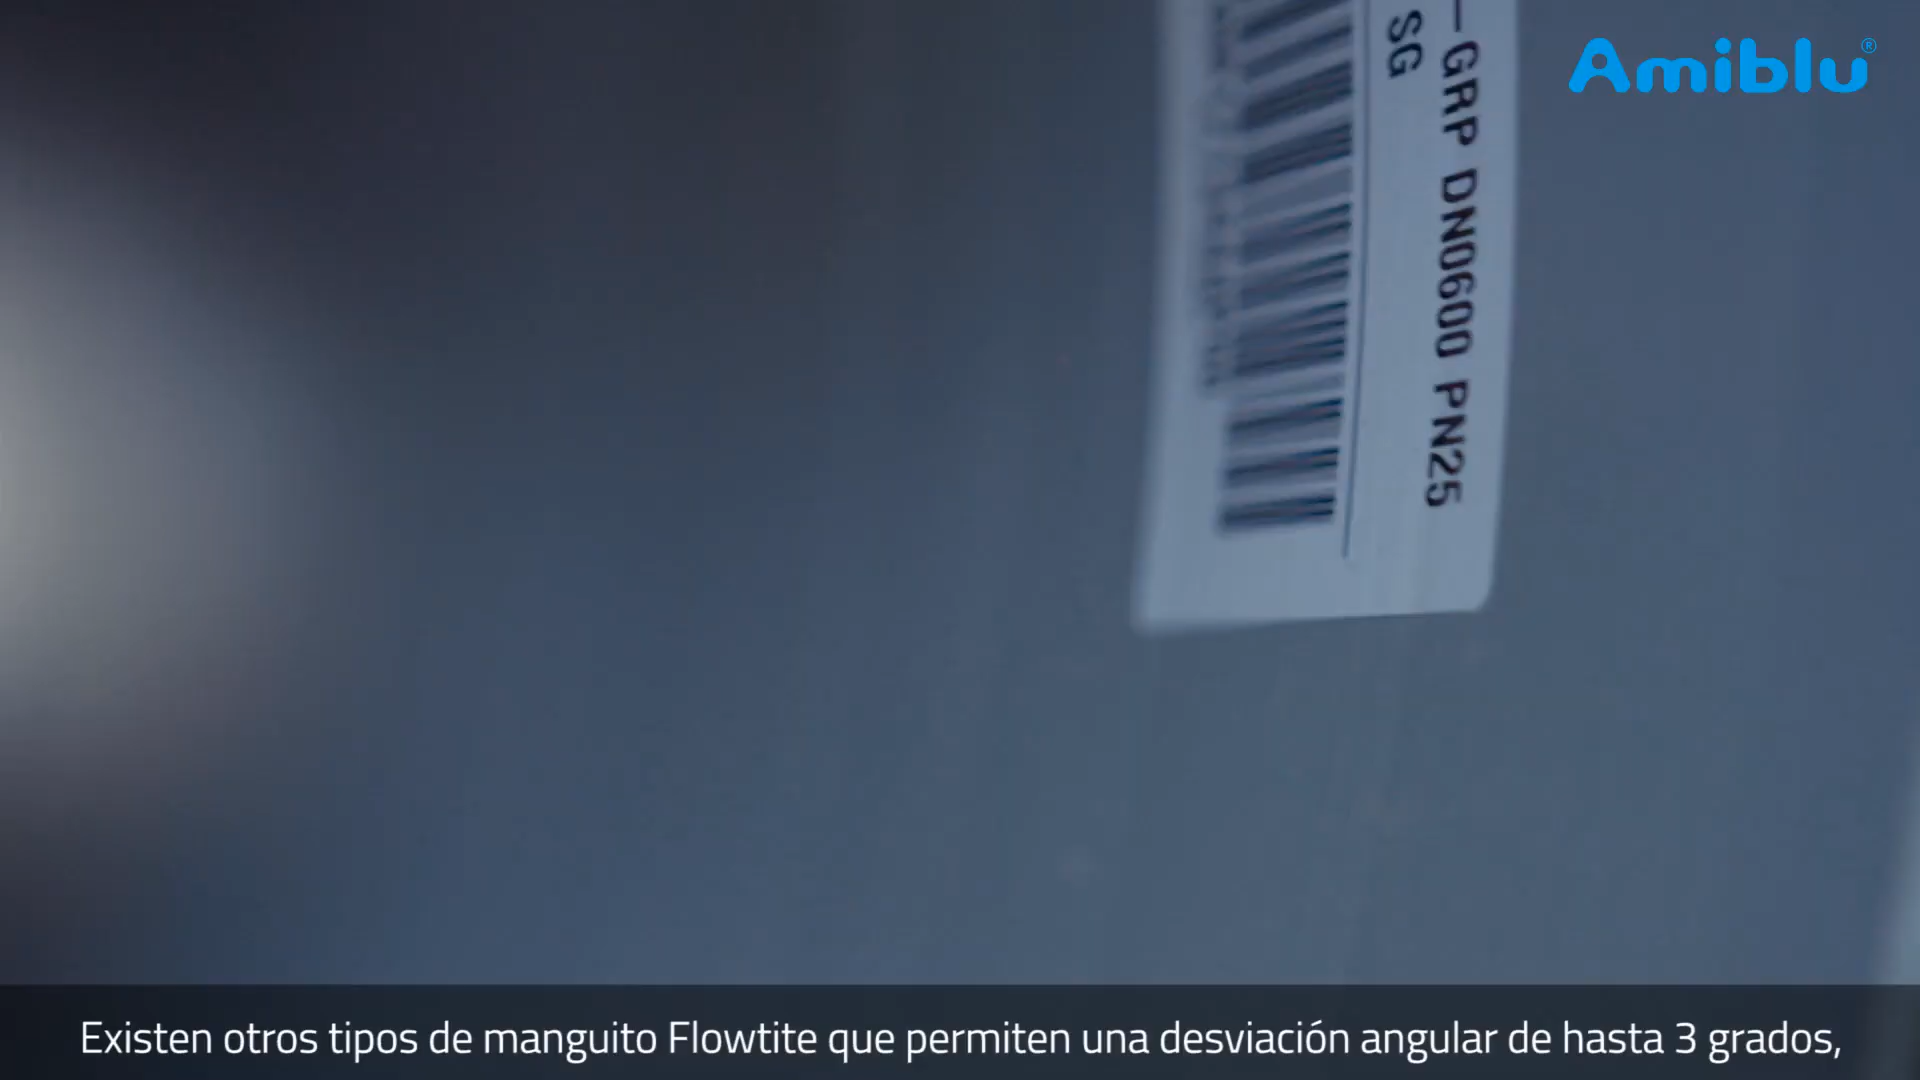 Amiblu®
—GRP DN0600 PN25
SG
Existen otros tipos de manguito Flowtite que permiten una desviación angular de hasta 3 grados,